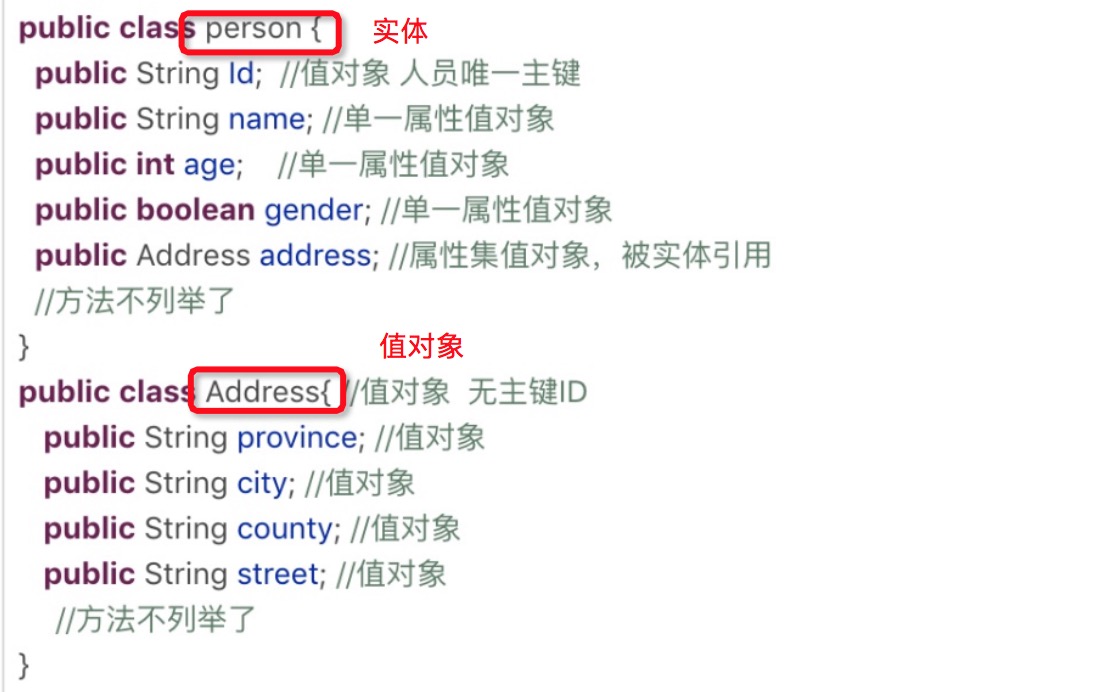 public class person { 实体
public String Id; //值对象 人员唯一主键
public String name; //单一属性值对象
public int age; //单一属性值对象
public boolean gender; //单一属性值对象
public Address address; //属性集值对象，被实体引用
//方法不列举了
}
值对象
public class Address{ //值对象 无主键ID
public String province; //值对象
public String city; //值对象
public String county; //值对象
public String street; //值对象
//方法不列举了
}